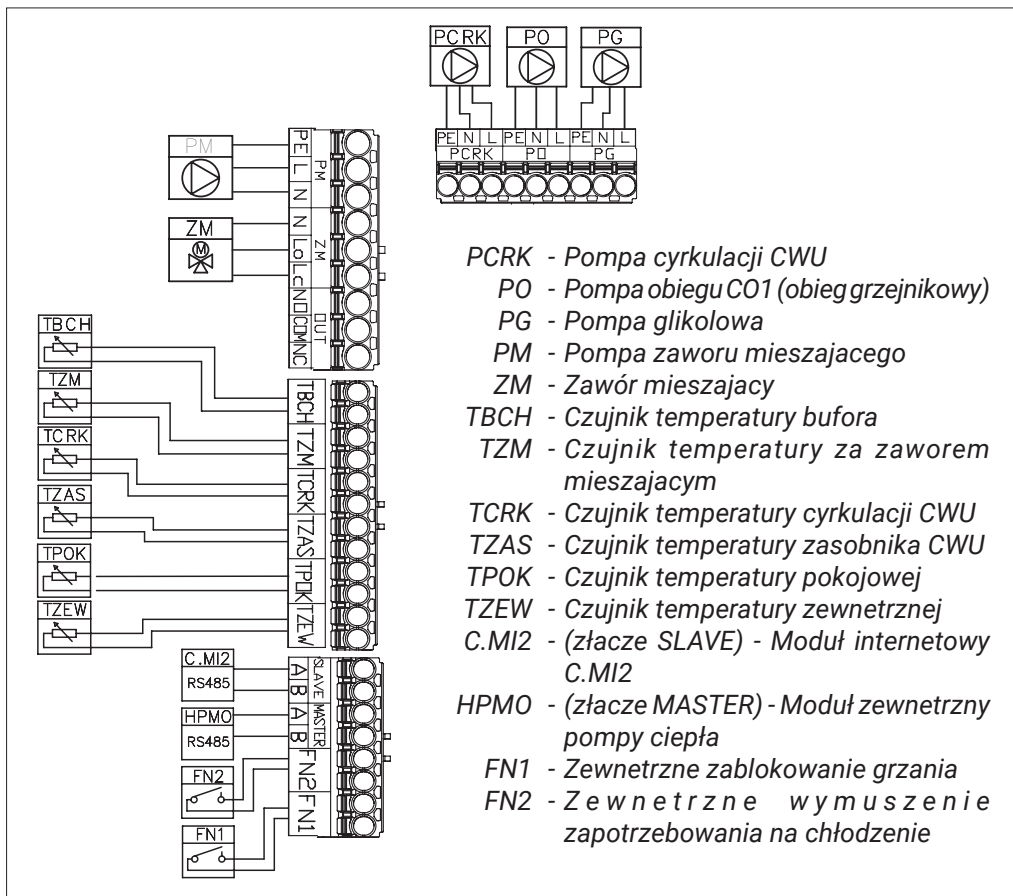 PCRK PO PG
PE N L PE N L PE N L
PCRK PO PG
PM
PE
L
N
PM
ZM
N
Lo
Lc
ZM
NO
COM
NC
OUT
TBCH
TZM
TCRK
TZAS
TPOK
TZEW
TBCH
TZM
TCRK
TZAS
TPOK
TZEW
C.MI2
RS485
HPMO
RS485
FN2
FN1
A
B
SLAVE
A
B
MASTER
FN2
FN1
PCRK - Pompa cyrkulacji CWU
PO - Pompa obiegu CO1 (obieg grzejnikowy)
PG - Pompa glikolowa
PM - Pompa zaworu mieszajacego
ZM - Zawór mieszajacy
TBCH - Czujnik temperatury bufora
TZM - Czujnik temperatury za zaworem
mieszajacym
TCRK - Czujnik temperatury cyrkulacji CWU
TZAS - Czujnik temperatury zasobnika CWU
TPOK - Czujnik temperatury pokojowej
TZEW - Czujnik temperatury zewnetrznej
C.MI2 - (złacze SLAVE) - Moduł internetowy
C.MI2
HPMO - (złacze MASTER) - Moduł zewnetrzny
pompy ciepła
FN1 - Zewnetrzne zablokowanie grzania
FN2 - Zewnetrzne wymuszenie
zapotrzebowania na chłodzenie